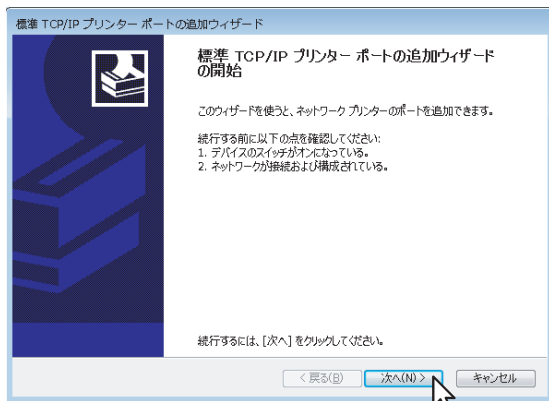 標準 TCP/IP プリンター ポートの追加ウィザード
標準 TCP/IP プリンター ポートの追加ウィザード
の開始
このウィザードを使うと、ネットワーク プリンターのポートを追加できます。
続行する前に以下の点を確認してください:
1. デバイスのスイッチがオンになっている。
2. ネットワークが接続および構成されている。
続行するには、[次へ] をクリックしてください。
< 戻る(B)
次へ(N) >
キャンセル